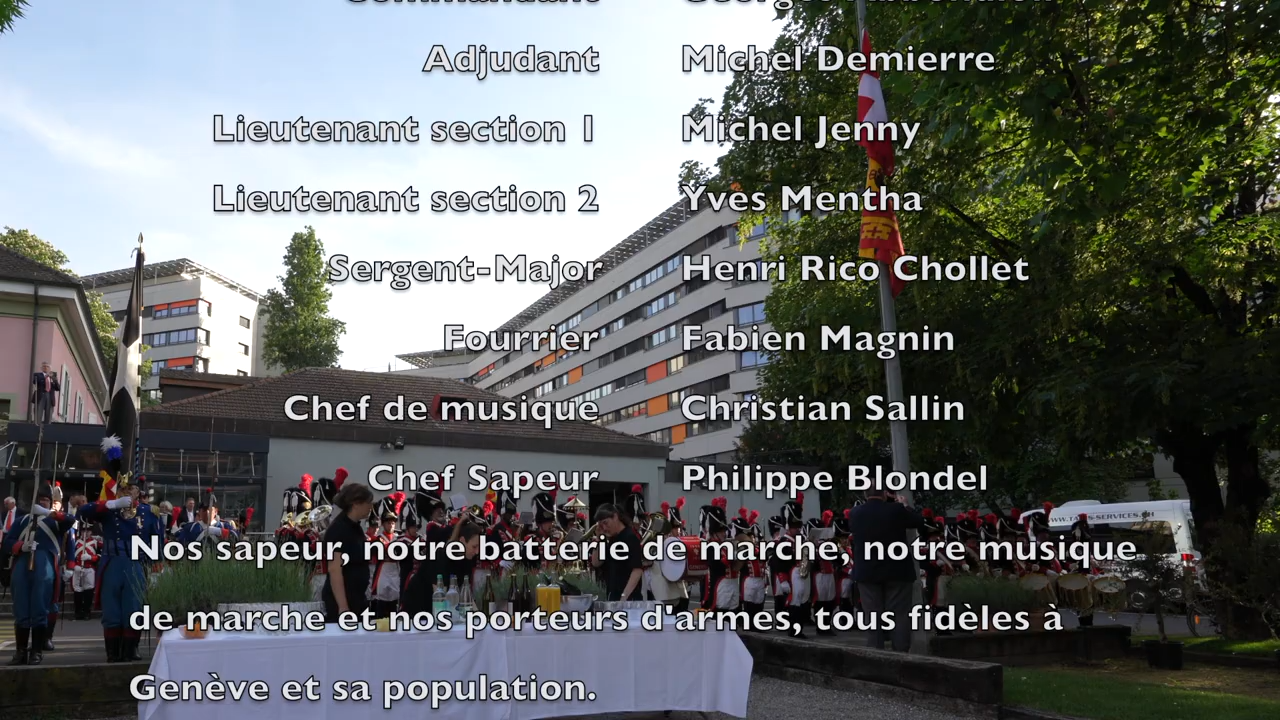 Commandant
Adjudant Michel Demierre
Lieutenant section 1 Michel Jenny
Lieutenant section 2 Yves Mentha
Sergent-Major Henri Rico Chollet
Fourrier Fabien Magnin
Chef de musique Christian Sallin
Chef Sapeur Philippe Blondel
Nos sapeur, notre batterie de marche, notre musique
de marche et nos porteurs d'armes, tous fidèles à
Genève et sa population.